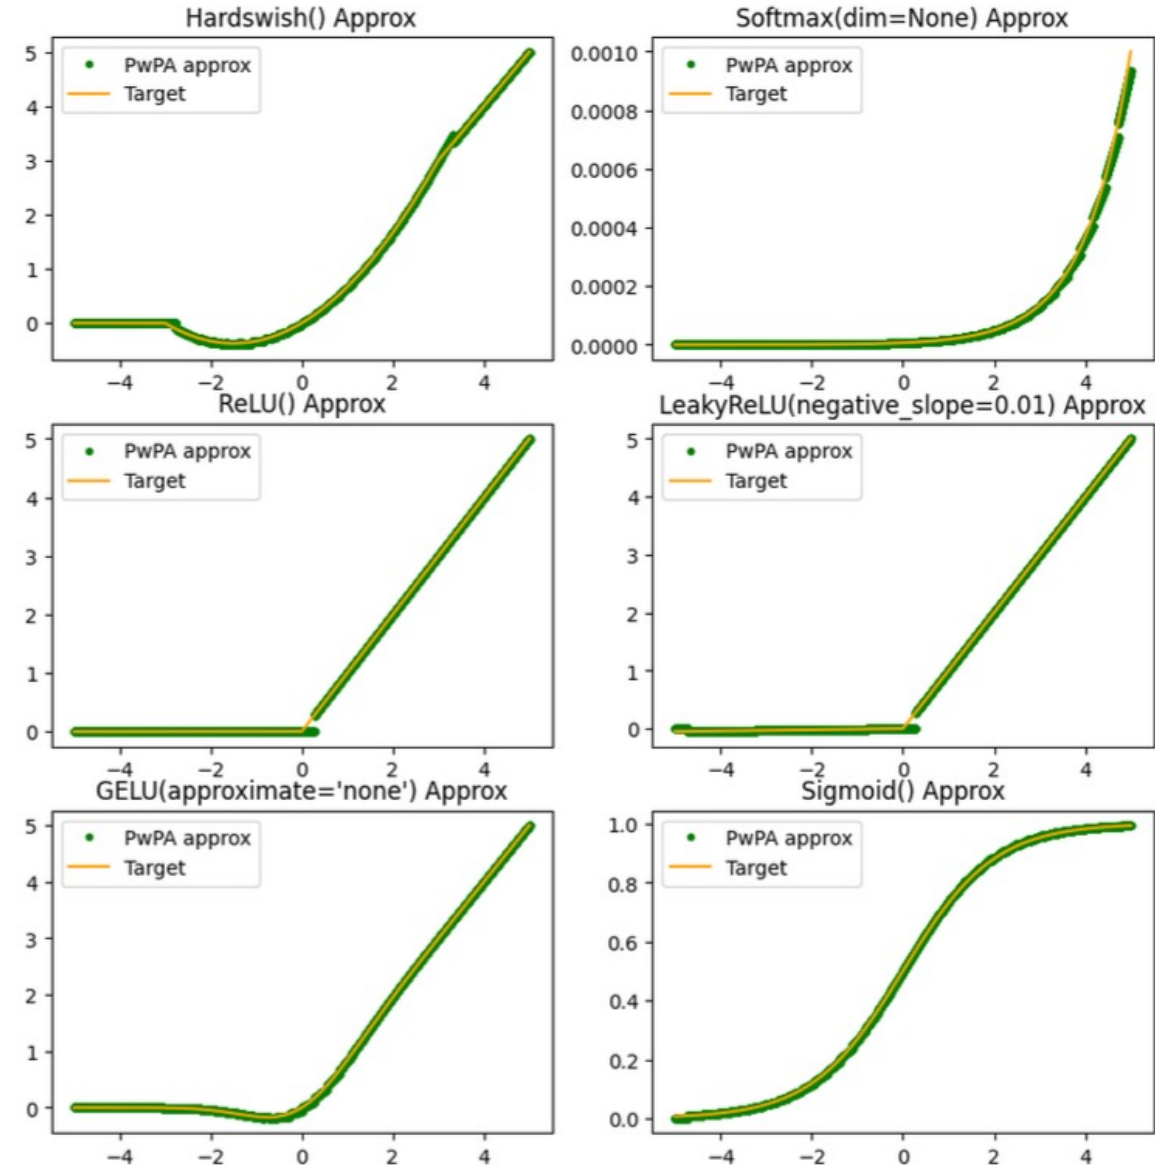 Hardswish() Approx
5
4
3
2
1
0
PwPA approx
Target
−4 −2 0 2 4
Softmax(dim=None) Approx
0.0010
0.0008
0.0006
0.0004
0.0002
0.0000
PwPA approx
Target
−4 −2 0 2 4
ReLU() Approx
5
4
3
2
1
0
PwPA approx
Target
−4 −2 0 2 4
LeakyReLU(negative_slope=0.01) Approx
5
4
3
2
1
0
PwPA approx
Target
−4 −2 0 2 4
GELU(approximate='none') Approx
5
4
3
2
1
0
PwPA approx
Target
−4 −2 0 2 4
Sigmoid() Approx
1.0
0.8
0.6
0.4
0.2
0.0
PwPA approx
Target
−4 −2 0 2 4